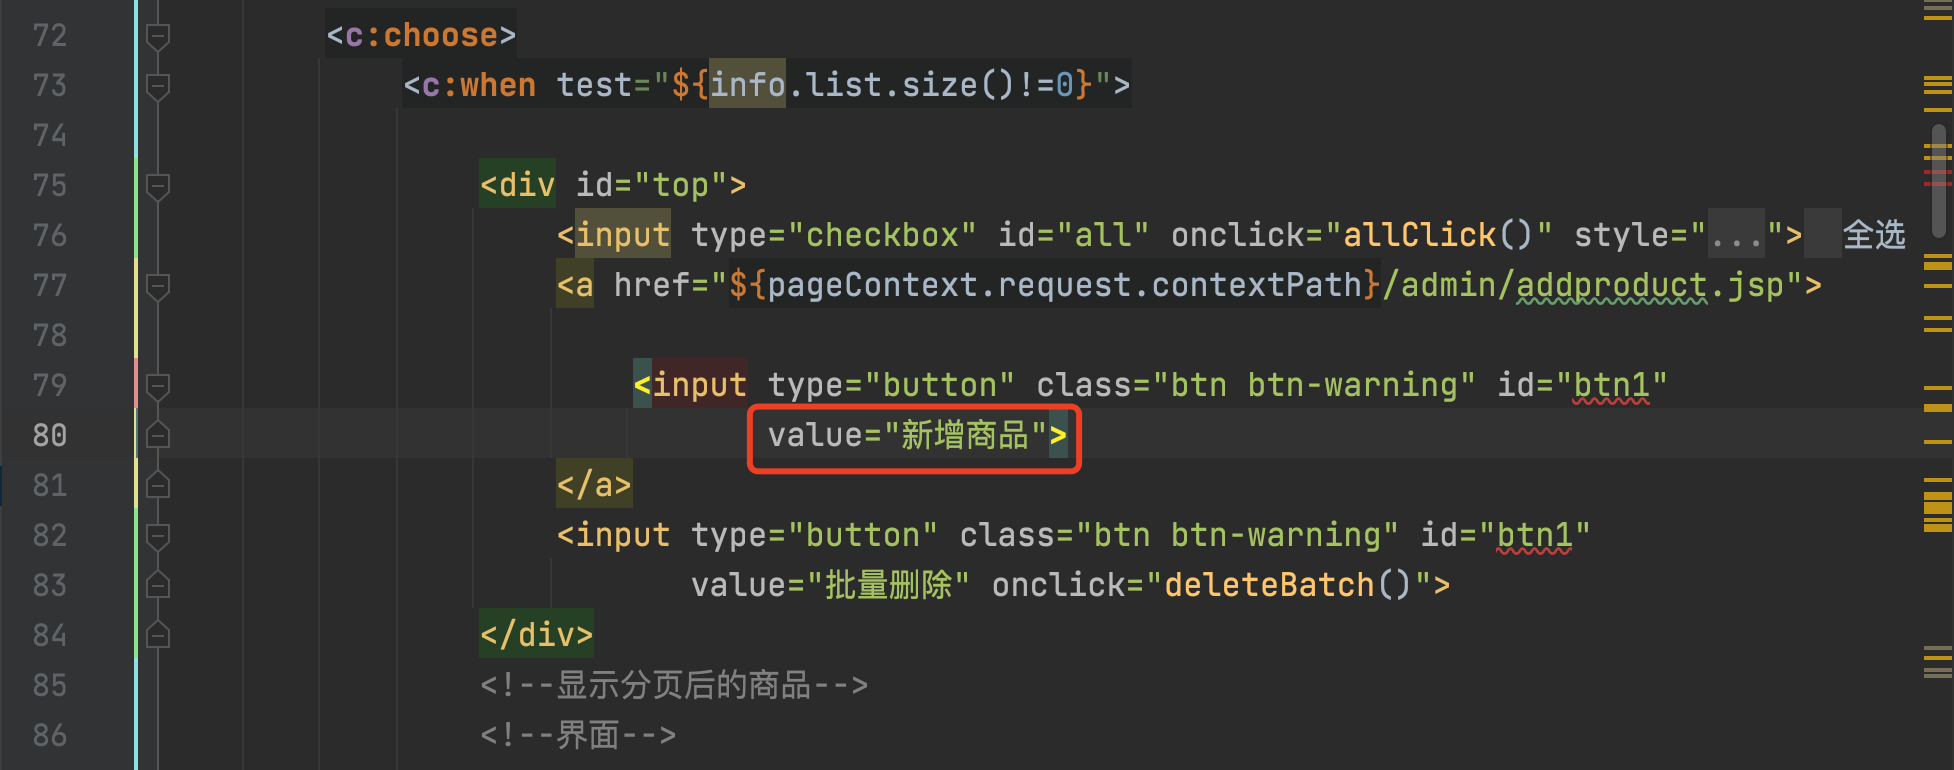 72 <c:choose>
73 <c:when test="${info.list.size()!=0}">
74
75 <div id="top">
76 <input type="checkbox" id="all" onclick="allClick()" style="..."> 全选
77 <a href="${pageContext.request.contextPath}/admin/addproduct.jsp">
78
79 <input type="button" class="btn btn-warning" id="btn1"
80 value="新增商品">
81 </a>
82 <input type="button" class="btn btn-warning" id="btn1"
83 value="批量删除" onclick="deleteBatch()">
84 </div>
85 <!--显示分页后的商品-->
86 <!--界面-->